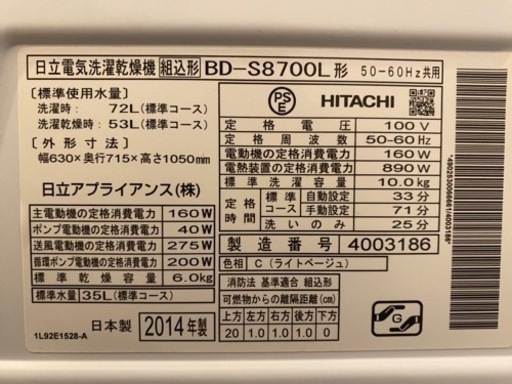 日立電気洗濯乾燥機 組込形 BD-S8700L形 50-60Hz共用
〔標準使用水量〕
洗濯時： 72L(標準コース)
洗濯乾燥時： 53L(標準コース)
〔外形寸法〕
幅630×奥行715×高さ1050mm
日立アプライアンス(株)
主電動機の定格消費電力 160W
ポンプ電動機の定格消費電力 40W
送風電動機の定格消費電力 275W
循環ポンプ電動機の定格消費電力 200W
標準乾燥容量 6.0kg
標準水量 35L(標準コース)
日本製 2014年製
1L92E1528-A
PSE HITACHI
定格電圧 100V
定格周波数 50-60Hz
電動機の定格消費電力 160W
電熱装置の定格消費電力 890W
標準洗濯容量 10.0kg
定格時間 標準コース 自動設定 33分
手動設定 71分
洗いのみ 25分
製造番号 4003186
色相 C(ライトベージュ)
消防法 基準適合 組込形
可燃物からの離隔距離(cm)
上方 左方 右方 前方 後方 下方
20 1.0 1.0 0 1.0 0
G